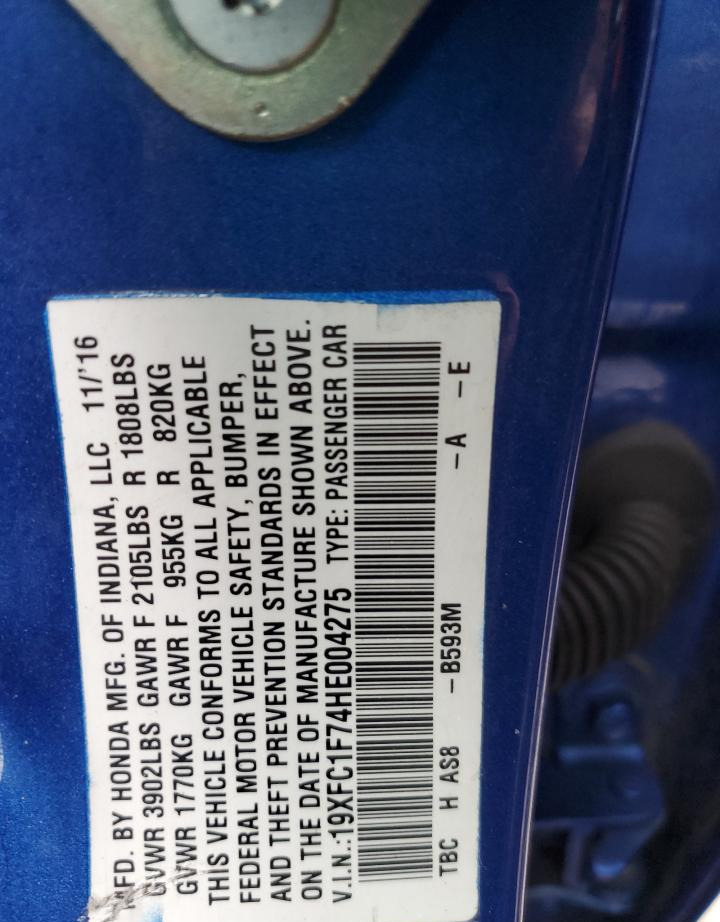 MFD. BY HONDA MFG. OF INDIANA, LLC 11/'16
GVWR 3902LBS GAWR F 2105LBS R 1808LBS
GVWR 1770KG GAWR F 955KG R 820KG
THIS VEHICLE CONFORMS TO ALL APPLICABLE
FEDERAL MOTOR VEHICLE SAFETY, BUMPER,
AND THEFT PREVENTION STANDARDS IN EFFECT
ON THE DATE OF MANUFACTURE SHOWN ABOVE.
V.I.N.:19XFC1F74HE004275 TYPE: PASSENGER CAR
TBC H AS8 -B593M -A -E